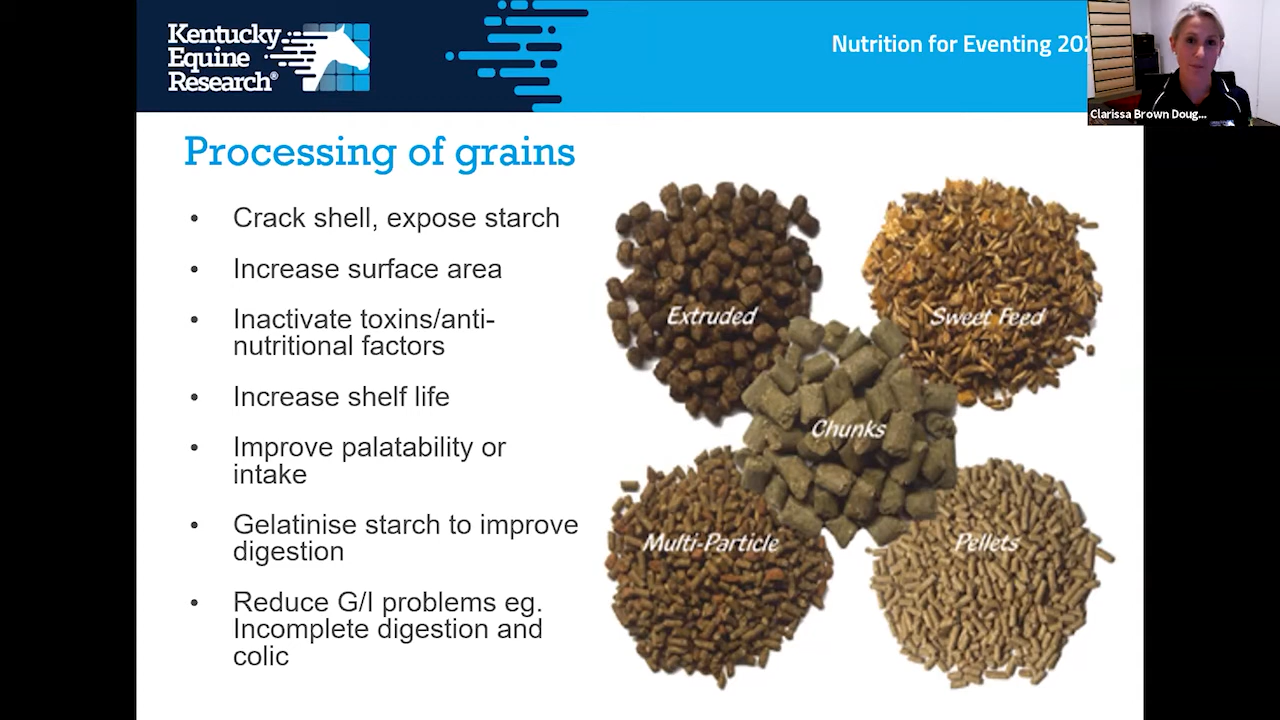 Kentucky
Equine
Research®
Nutrition for Eventing 202
Clarissa Brown Doug...
Processing of grains
• Crack shell, expose starch
• Increase surface area
• Inactivate toxins/anti-
nutritional factors
• Increase shelf life
• Improve palatability or
intake
• Gelatinise starch to improve
digestion
• Reduce G/I problems eg.
Incomplete digestion and
colic
Extruded
Sweet Feed
Chunks
Multi-Particle
Pellets